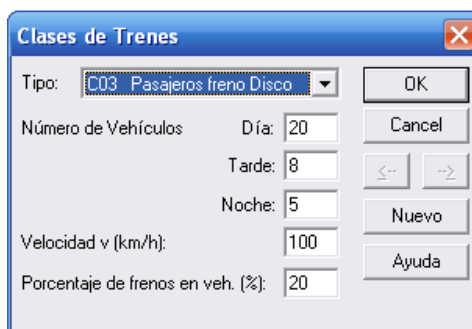 Clases de Trenes
Tipo: C03 Pasajeros freno Disco
OK
Número de Vehículos Día: 20
Cancel
Tarde: 8
<-- -->
Noche: 5
Nuevo
Velocidad v (km/h): 100
Ayuda
Porcentaje de frenos en veh. (%): 20